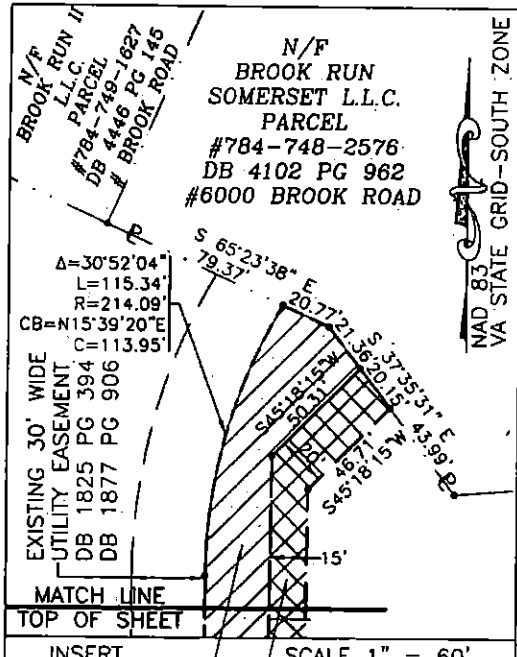 N/F
BROOK RUN II
L.L.C.
PARCEL
#784-749-1627
DB 4446 PG 145
# BROOK ROAD
N/F
BROOK RUN
SOMERSET L.L.C.
PARCEL
#784-748-2576
DB 4102 PG 962
#6000 BROOK ROAD
NAD 83
VA STATE GRID-SOUTH ZONE
S 65°23'38" E
79.37'
Δ=30°52'04"
L=115.34'
R=214.09'
CB=N15°39'20"E
C=113.95'
20.77'
21.36'
S 37°35'31" E
20.15'
43.99'
S45°18'15"W
50.31'
46.71'
S45°18'15"W
15'
EXISTING 30' WIDE
UTILITY EASEMENT
DB 1825 PG 394
DB 1877 PG 906
MATCH LINE
TOP OF SHEET
INSERT
SCALE 1" = 60'